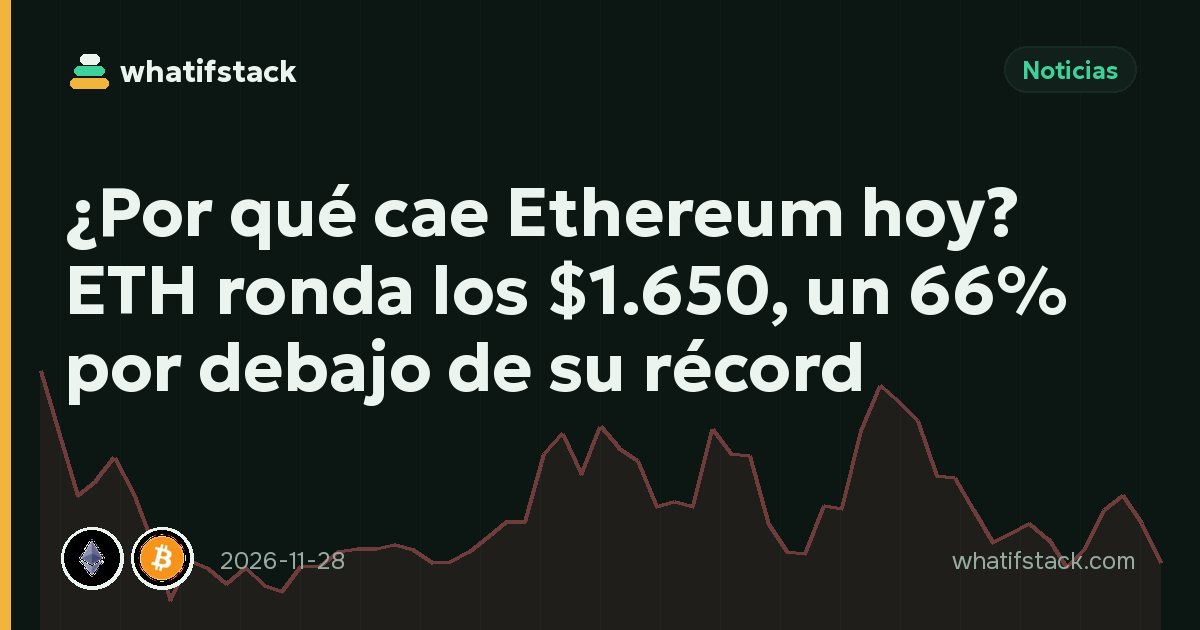 whatifstack
Noticias
¿Por qué cae Ethereum hoy?
ETH ronda los $1.650, un 66%
por debajo de su récord
2026-11-28
whatifstack.com